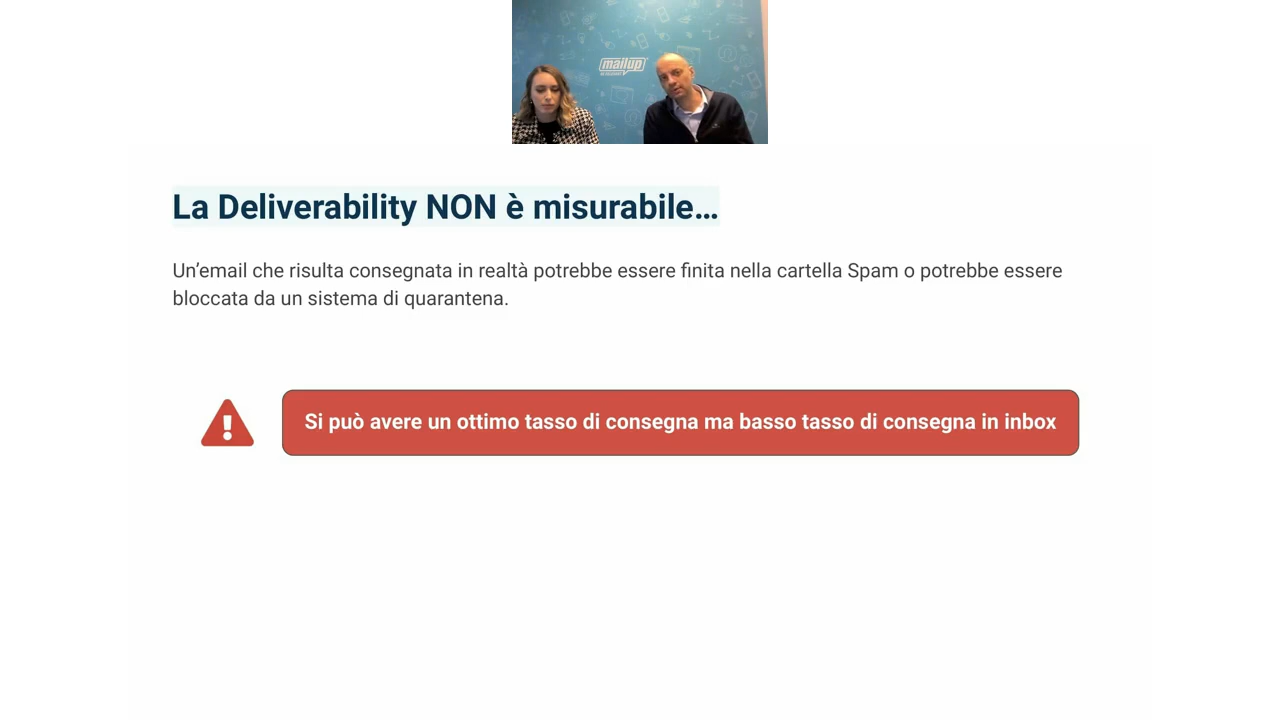 mailup
La Deliverability NON è misurabile...
Un’email che risulta consegnata in realtà potrebbe essere finita nella cartella Spam o potrebbe essere
bloccata da un sistema di quarantena.
Si può avere un ottimo tasso di consegna ma basso tasso di consegna in inbox